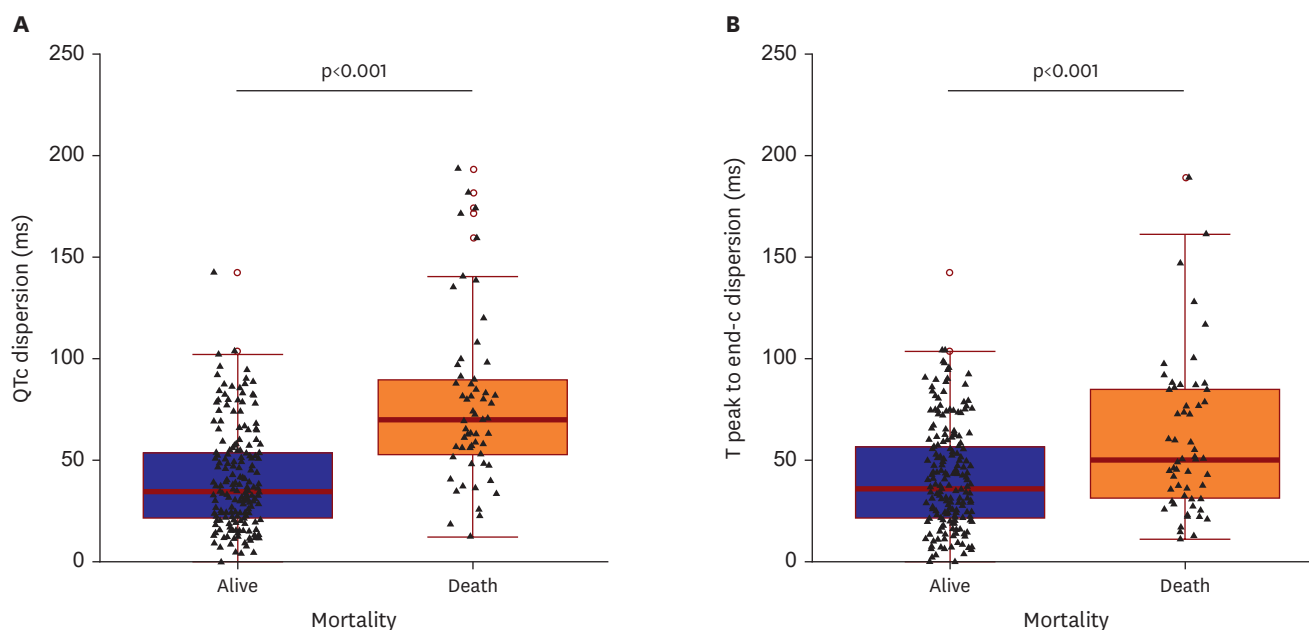 A
250
200
150
100
50
0
QTc dispersion (ms)
p<0.001
Alive
Death
Mortality
B
250
200
150
100
50
0
T peak to end-c dispersion (ms)
p<0.001
Alive
Death
Mortality